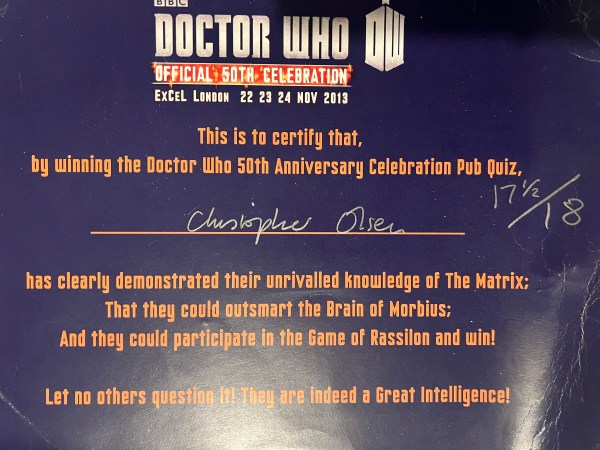 BBC
DOCTOR WHO
DW
OFFICIAL 50TH CELEBRATION
EXCEL LONDON 22 23 24 NOV 2013
This is to certify that,
by winning the Doctor Who 50th Anniversary Celebration Pub Quiz,
Christopher Olsen
17 1/2 / 18
has clearly demonstrated their unrivalled knowledge of The Matrix;
That they could outsmart the Brain of Morbius;
And they could participate in the Game of Rassilon and win!
Let no others question it! They are indeed a Great Intelligence!